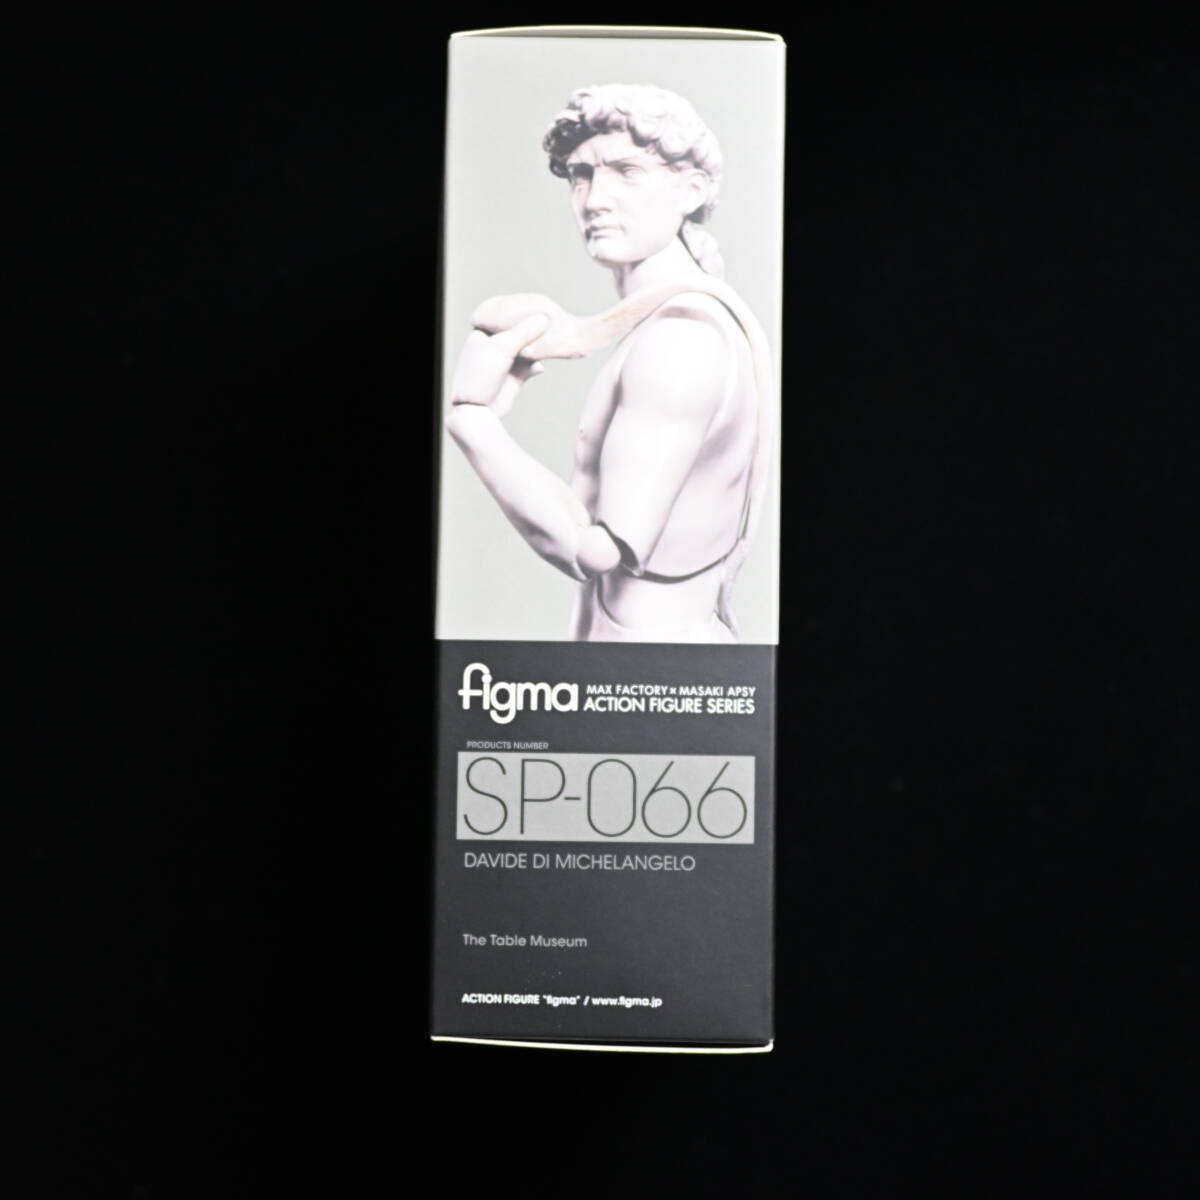 figma
MAX FACTORY × MASAKI APSY
ACTION FIGURE SERIES
PRODUCTS NUMBER
SP-066
DAVIDE DI MICHELANGELO
The Table Museum
ACTION FIGURE "figma" / www.figma.jp